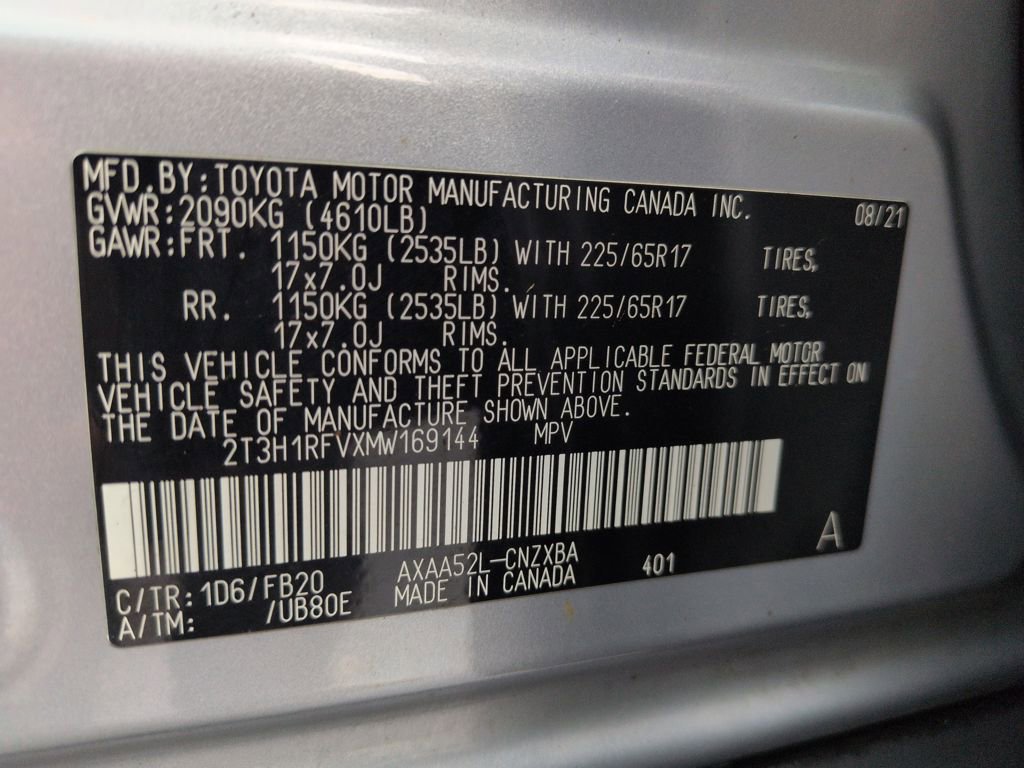 MFD.BY:TOYOTA MOTOR MANUFACTURING CANADA INC. 08/21
GVWR:2090KG (4610LB)
GAWR:FRT. 1150KG (2535LB) WITH 225/65R17 TIRES,
17x7.0J RIMS.
RR. 1150KG (2535LB) WITH 225/65R17 TIRES,
17x7.0J RIMS.
THIS VEHICLE CONFORMS TO ALL APPLICABLE FEDERAL MOTOR
VEHICLE SAFETY AND THEFT PREVENTION STANDARDS IN EFFECT ON
THE DATE OF MANUFACTURE SHOWN ABOVE.
2T3H1RFVXMW169144 MPV
C/TR:1D6/FB20 AXAA52L-CNZXBA 401 A
A/TM: /UB80E MADE IN CANADA